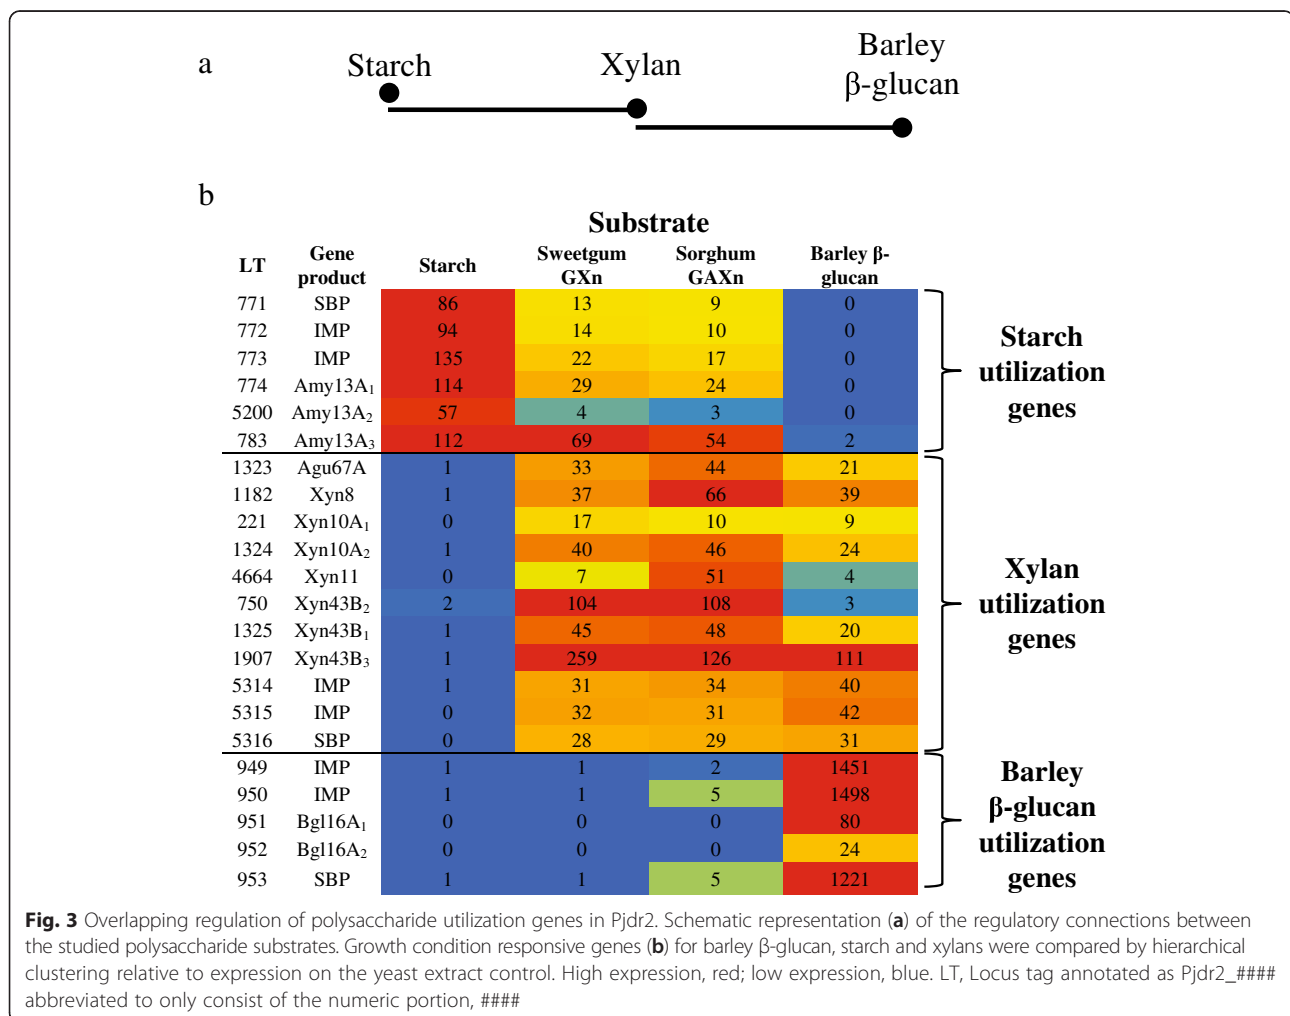 a
Starch
Xylan
Barley
β-glucan
b
Substrate
LT Gene product Starch Sweetgum GXn Sorghum GAXn Barley β-glucan
771 SBP 86 13 9 0
772 IMP 94 14 10 0
773 IMP 135 22 17 0
774 Amy13A₁ 114 29 24 0
5200 Amy13A₂ 57 4 3 0
783 Amy13A₃ 112 69 54 2
Starch
utilization
genes
1323 Agu67A 1 33 44 21
1182 Xyn8 1 37 66 39
221 Xyn10A₁ 0 17 10 9
1324 Xyn10A₂ 1 40 46 24
4664 Xyn11 0 7 51 4
750 Xyn43B₂ 2 104 108 3
1325 Xyn43B₁ 1 45 48 20
1907 Xyn43B₃ 1 259 126 111
5314 IMP 1 31 34 40
5315 IMP 0 32 31 42
5316 SBP 0 28 29 31
Xylan
utilization
genes
949 IMP 1 1 2 1451
950 IMP 1 1 5 1498
951 Bgl16A₁ 0 0 0 80
952 Bgl16A₂ 0 0 0 24
953 SBP 1 1 5 1221
Barley
β-glucan
utilization
genes
Fig. 3 Overlapping regulation of polysaccharide utilization genes in Pjdr2. Schematic representation (a) of the regulatory connections between
the studied polysaccharide substrates. Growth condition responsive genes (b) for barley β-glucan, starch and xylans were compared by hierarchical
clustering relative to expression on the yeast extract control. High expression, red; low expression, blue. LT, Locus tag annotated as Pjdr2_####
abbreviated to only consist of the numeric portion, ####